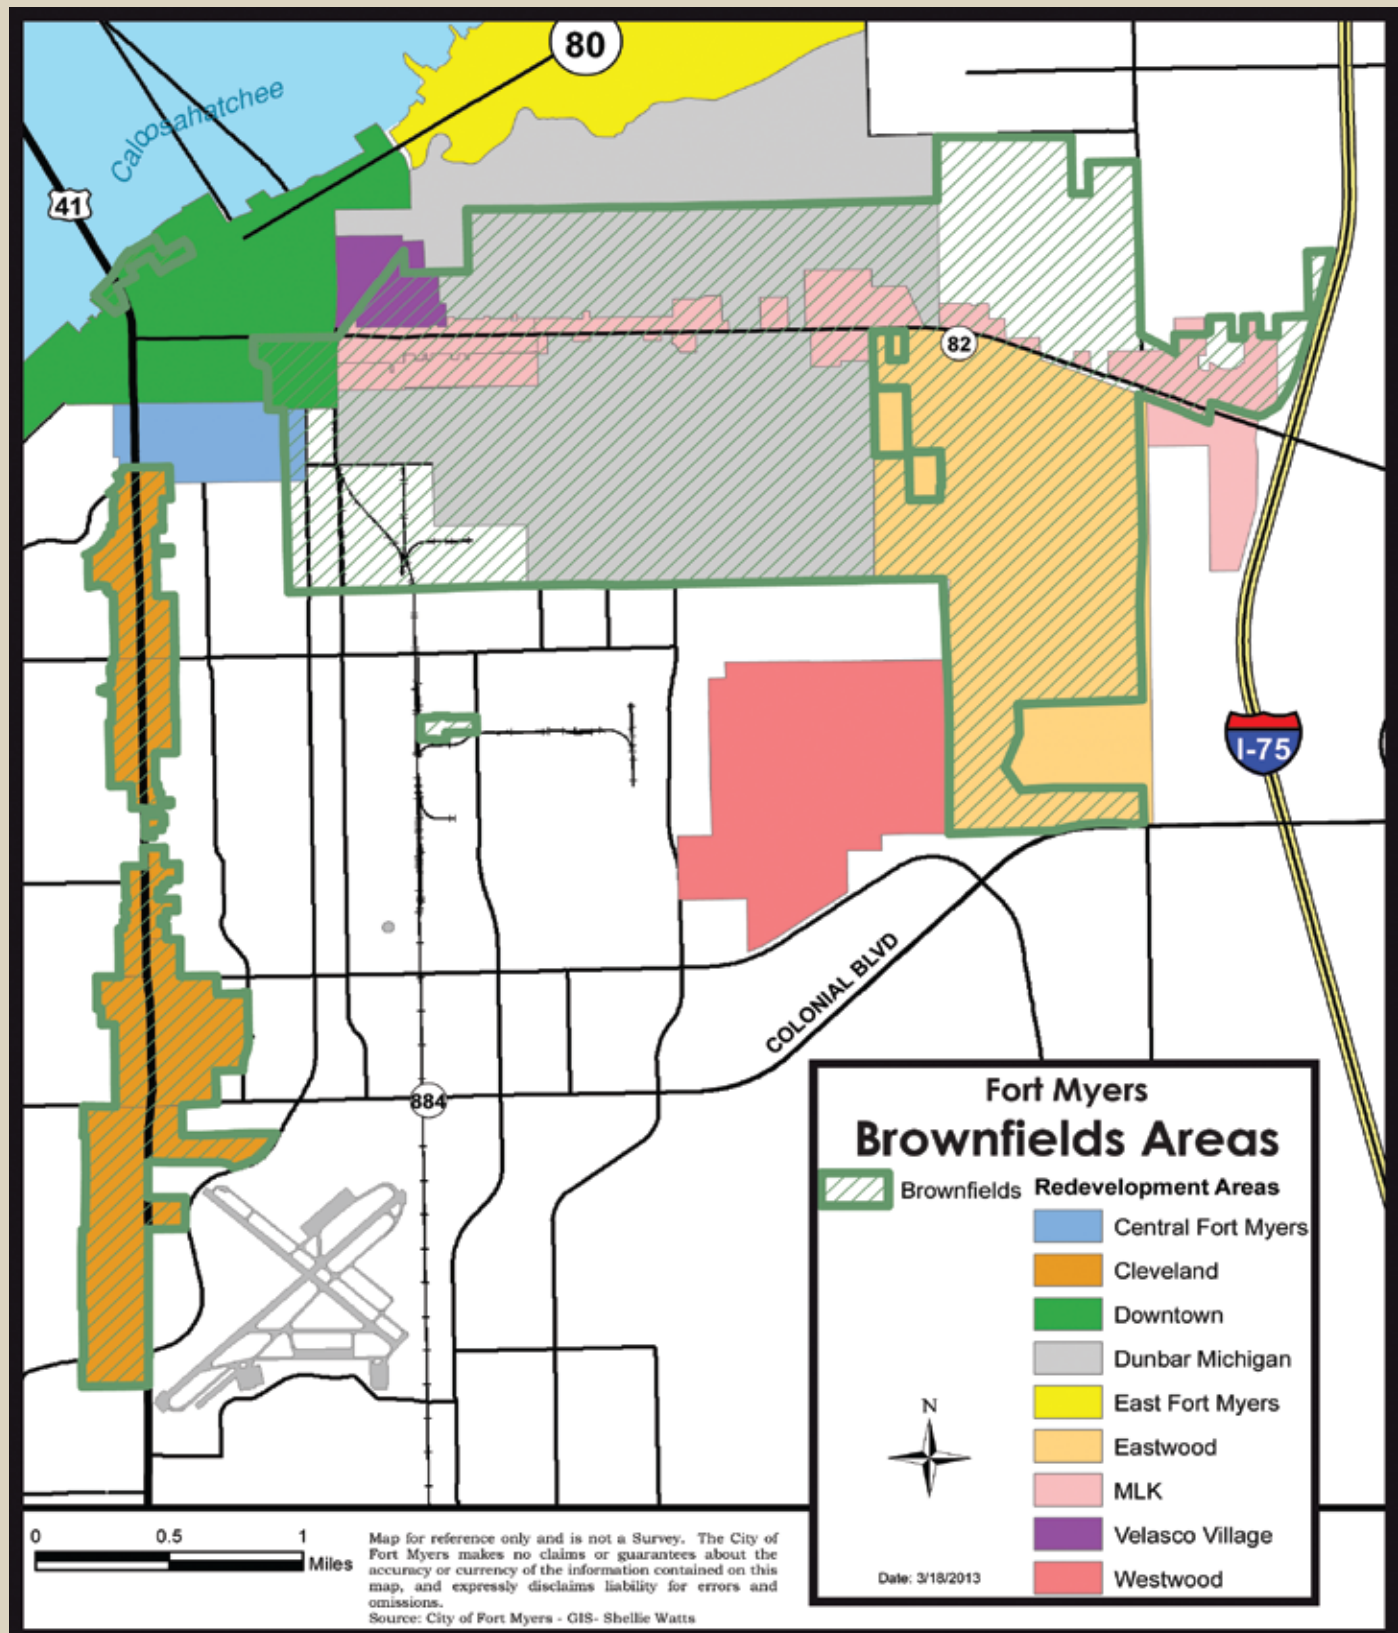 80
Caloosahatchee
41
82
I-75
COLONIAL BLVD
884
Fort Myers
Brownfields Areas
Brownfields
Redevelopment Areas
Central Fort Myers
Cleveland
Downtown
Dunbar Michigan
East Fort Myers
Eastwood
MLK
Velasco Village
Westwood
N
Date: 3/18/2013
0 0.5 1
Miles
Map for reference only and is not a Survey. The City of
Fort Myers makes no claims or guarantees about the
accuracy or currency of the information contained on this
map, and expressly disclaims liability for errors and
omissions.
Source: City of Fort Myers - GIS- Shellie Watts